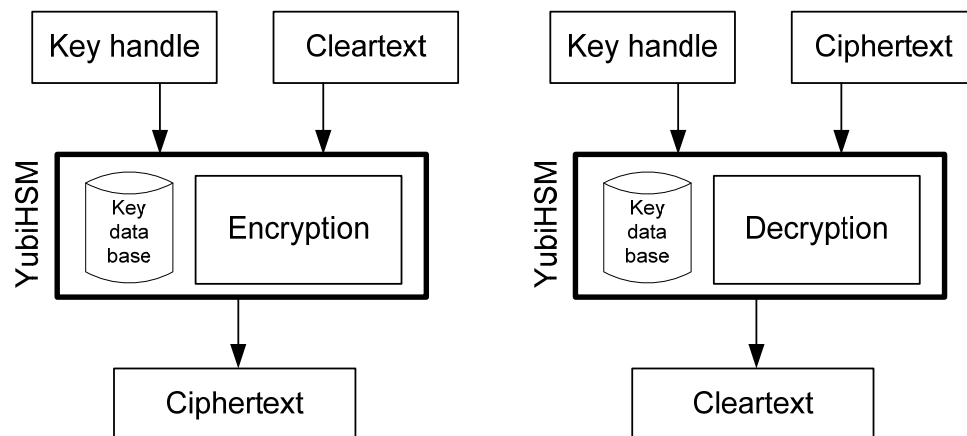 Key handle
Cleartext
YubiHSM
Key
data
base
Encryption
Ciphertext
Key handle
Ciphertext
YubiHSM
Key
data
base
Decryption
Cleartext